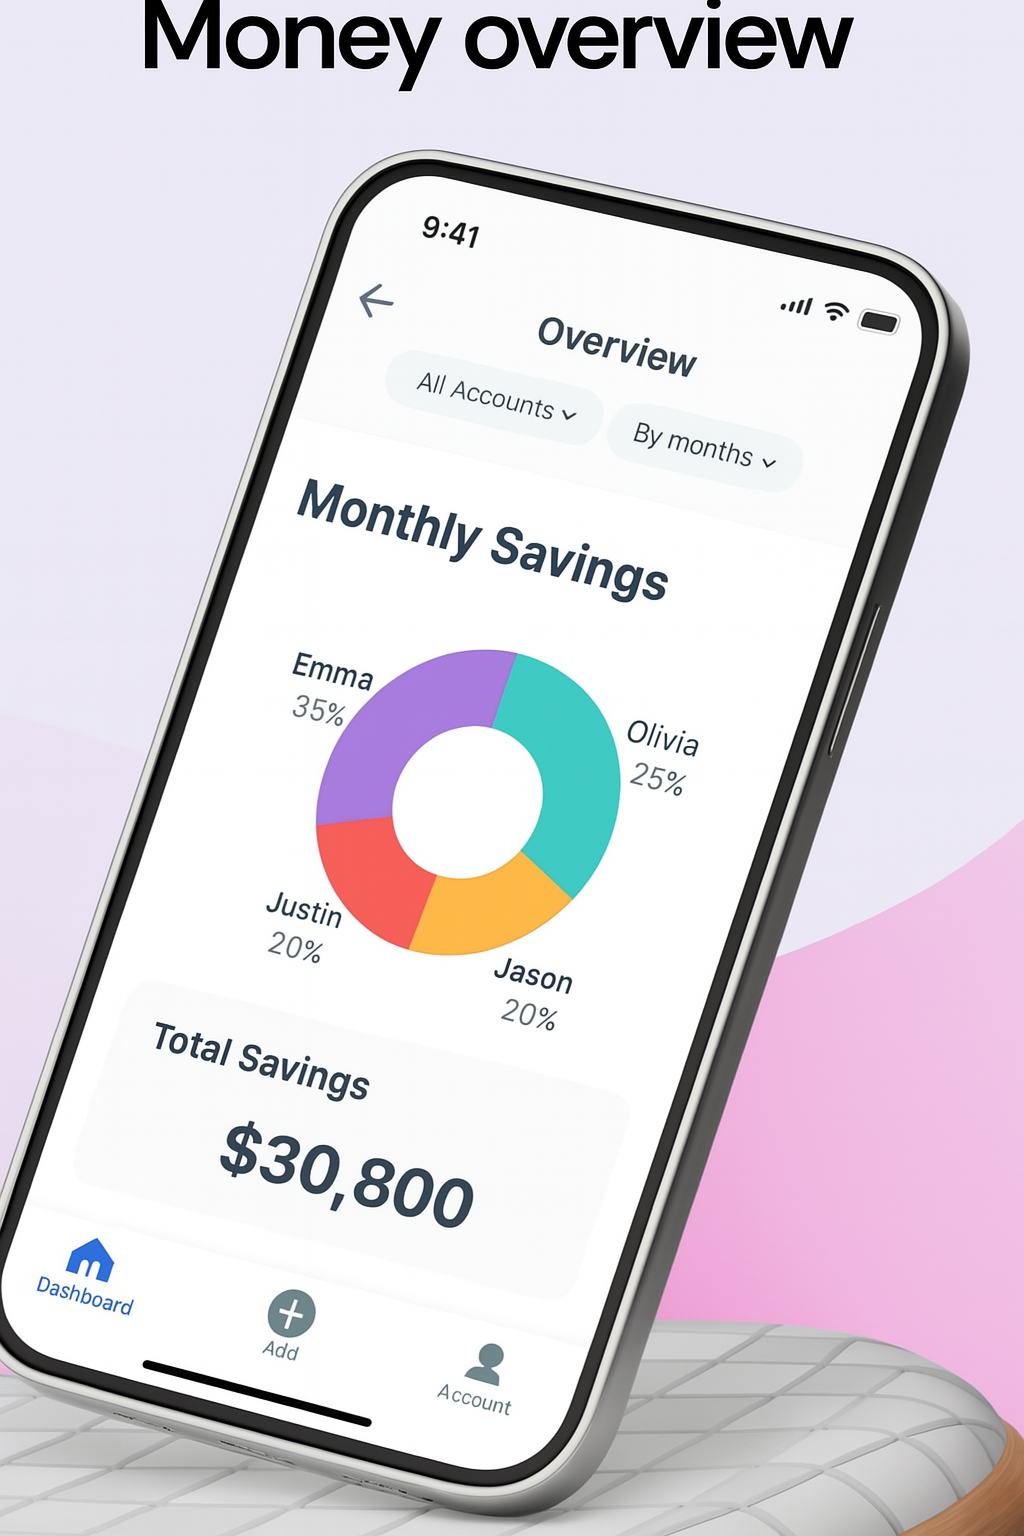 Money overview
9:41
Overview
All Accounts
By months
Monthly Savings
Emma
35%
Olivia
25%
Justin
20%
Jason
20%
Total Savings
$30,800
Dashboard
Add
Account